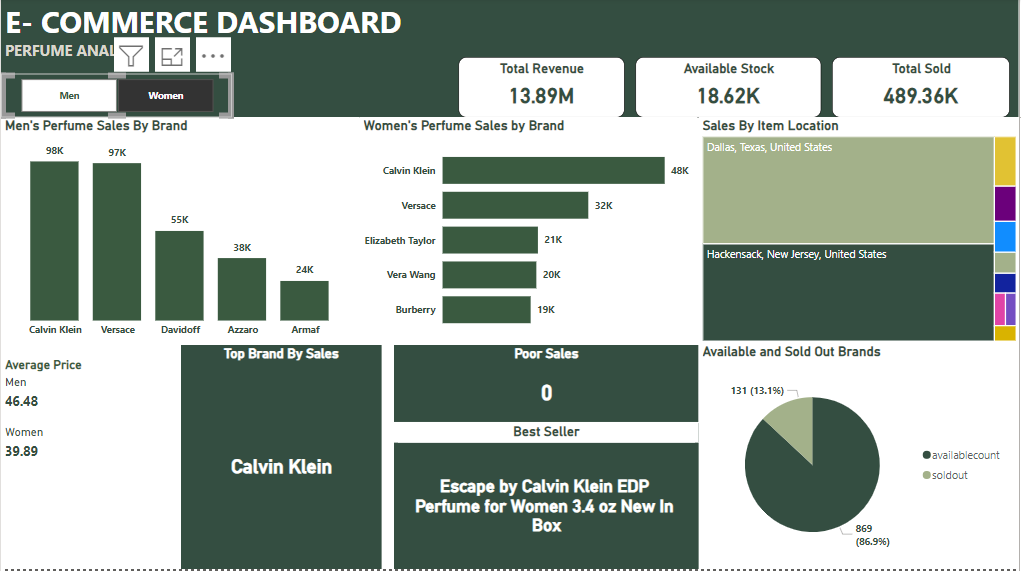 E- COMMERCE DASHBOARD
PERFUME
Men
Women
Total Revenue
13.89M
Available Stock
18.62K
Total Sold
489.36K
Men's Perfume Sales By Brand
98K
97K
55K
38K
24K
Calvin Klein
Versace
Davidoff
Azzaro
Armaf
Women's Perfume Sales by Brand
Calvin Klein
48K
Versace
32K
Elizabeth Taylor
21K
Vera Wang
20K
Burberry
19K
Sales By Item Location
Dallas, Texas, United States
Hackensack, New Jersey, United States
Average Price
Men
46.48
Women
39.89
Top Brand By Sales
Calvin Klein
Poor Sales
0
Best Seller
Escape by Calvin Klein EDP
Perfume for Women 3.4 oz New In
Box
Available and Sold Out Brands
131 (13.1%)
869
(86.9%)
availablecount
soldout